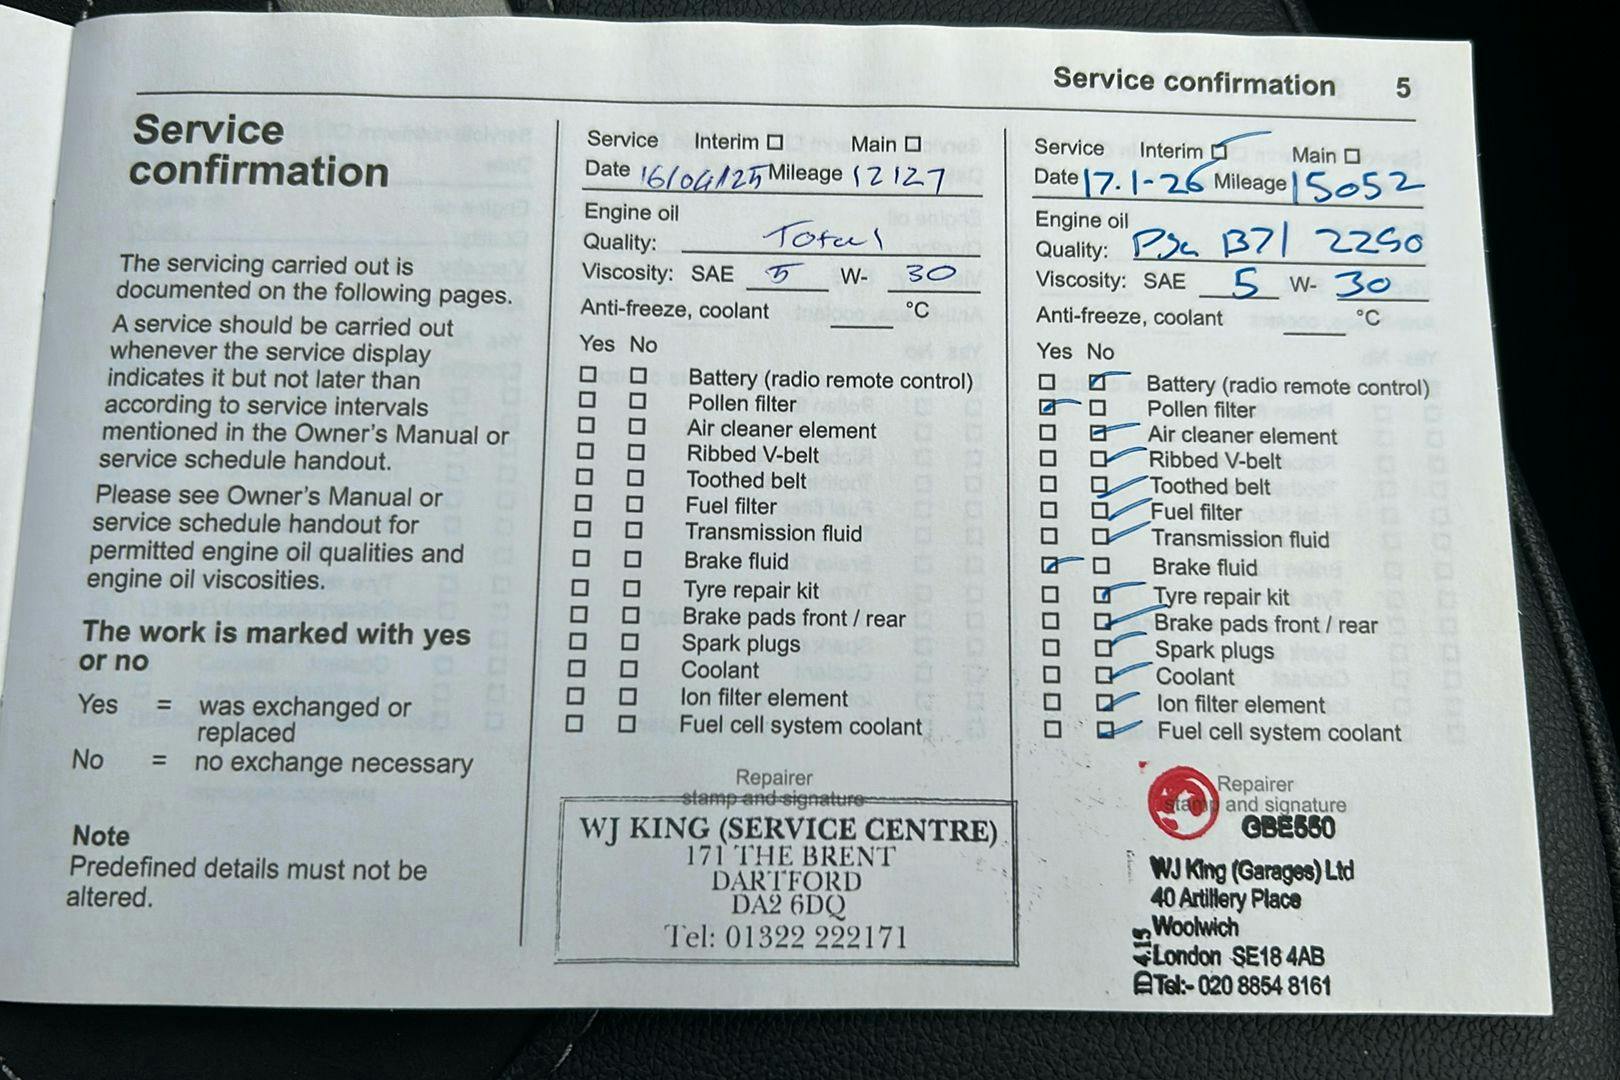 Service confirmation 5
Service
confirmation
The servicing carried out is
documented on the following pages.
A service should be carried out
whenever the service display
indicates it but not later than
according to service intervals
mentioned in the Owner's Manual or
service schedule handout.
Please see Owner's Manual or
service schedule handout for
permitted engine oil qualities and
engine oil viscosities.
The work is marked with yes
or no
Yes = was exchanged or
replaced
No = no exchange necessary
Note
Predefined details must not be
altered.
Service Interim Main
Date 16/04/25 Mileage 12127
Engine oil
Quality: Total
Viscosity: SAE 5 W- 30
Anti-freeze, coolant °C
Yes No
Battery (radio remote control)
Pollen filter
Air cleaner element
Ribbed V-belt
Toothed belt
Fuel filter
Transmission fluid
Brake fluid
Tyre repair kit
Brake pads front / rear
Spark plugs
Coolant
Ion filter element
Fuel cell system coolant
Repairer
stamp and signature
WJ KING (SERVICE CENTRE)
171 THE BRENT
DARTFORD
DA2 6DQ
Tel: 01322 222171
Service Interim Main
Date 17.1-26 Mileage 15052
Engine oil
Quality: PSA B71 2290
Viscosity: SAE 5 W- 30
Anti-freeze, coolant °C
Yes No
Battery (radio remote control)
Pollen filter
Air cleaner element
Ribbed V-belt
Toothed belt
Fuel filter
Transmission fluid
Brake fluid
Tyre repair kit
Brake pads front / rear
Spark plugs
Coolant
Ion filter element
Fuel cell system coolant
Repairer
stamp and signature
GBE550
WJ King (Garages) Ltd
40 Artillery Place
Woolwich
London SE18 4AB
Tel:- 020 8854 8161